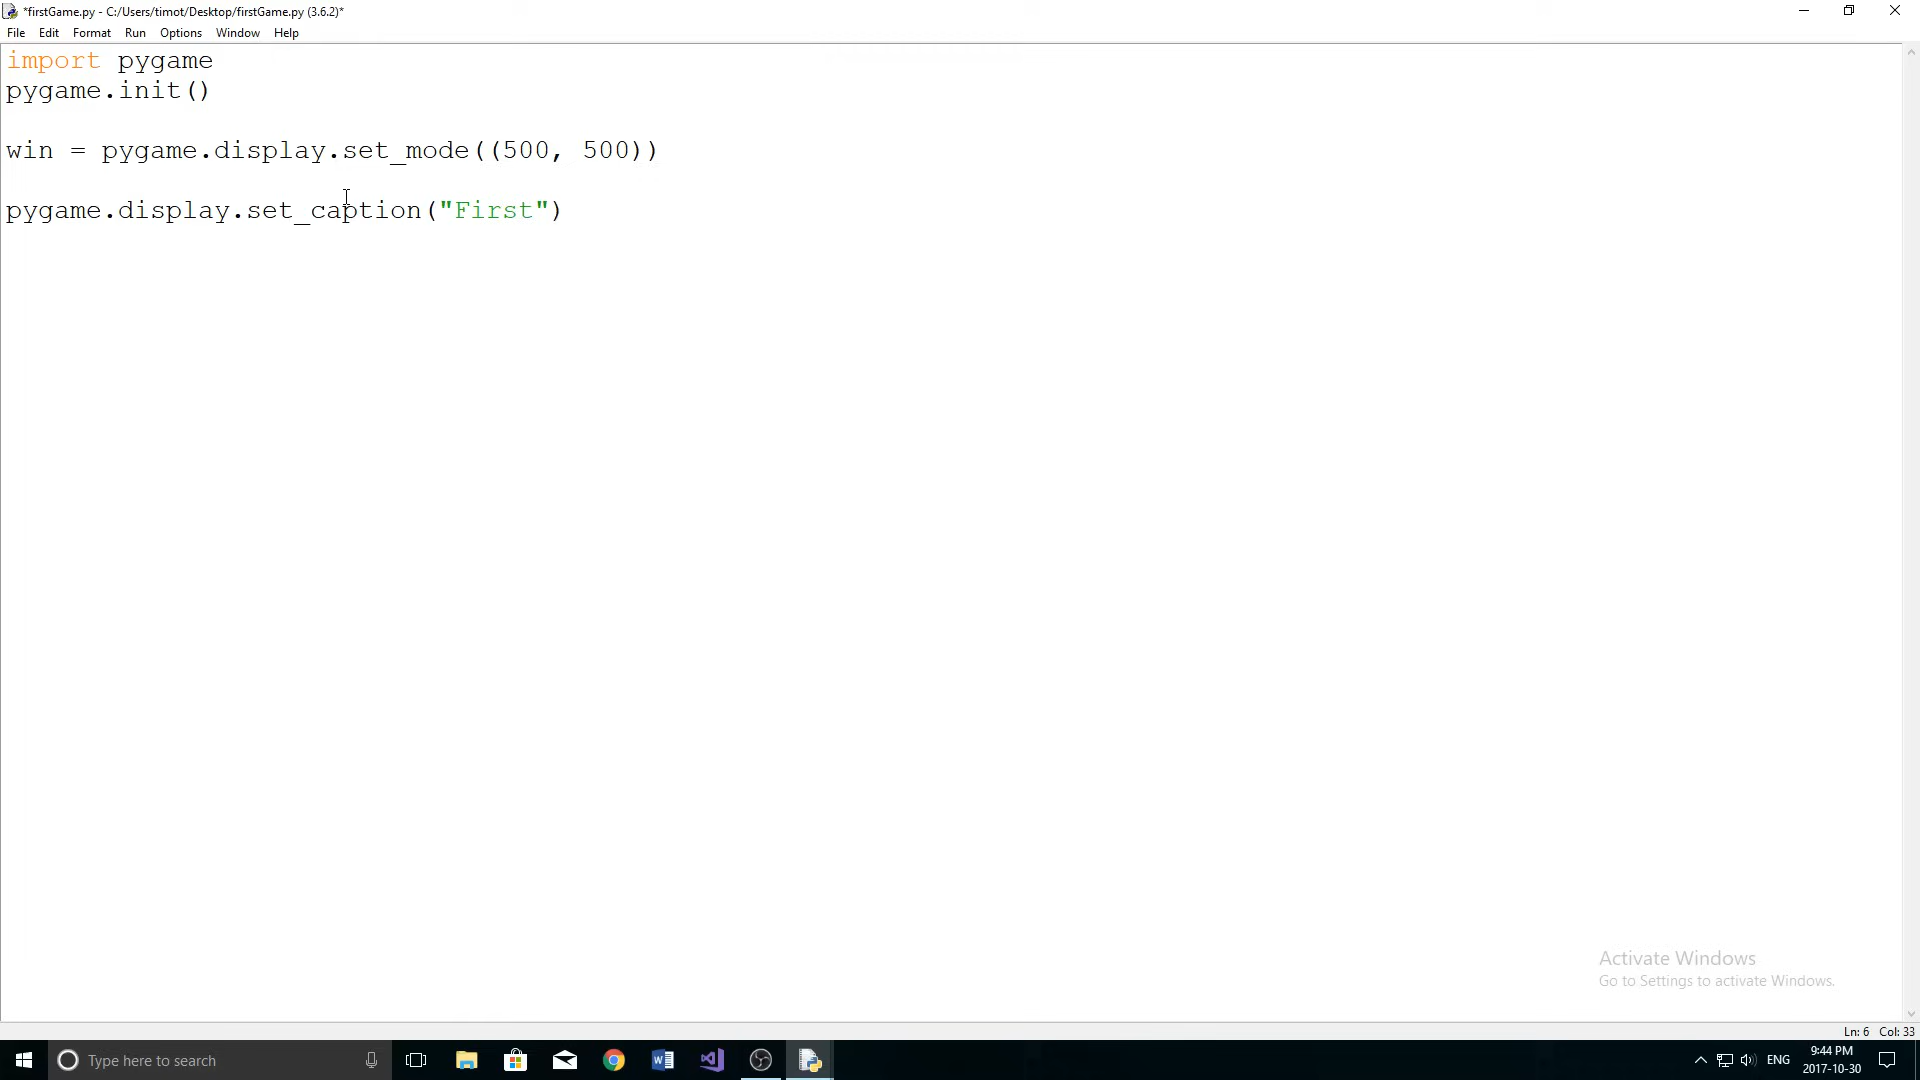 *firstGame.py - C:/Users/timot/Desktop/firstGame.py (3.6.2)*
File Edit Format Run Options Window Help
import pygame
pygame.init()
win = pygame.display.set_mode((500, 500))
pygame.display.set_caption("First")
Activate Windows
Go to Settings to activate Windows.
Ln: 6 Col: 33
Type here to search
ENG
9:44 PM
2017-10-30